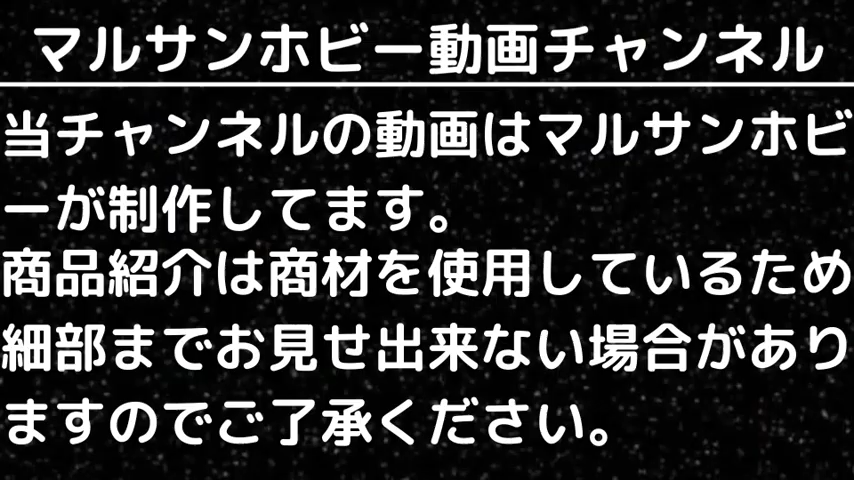 マルサンホビー動画チャンネル
当チャンネルの動画はマルサンホビ
ーが制作してます。
商品紹介は商材を使用しているため
細部までお見せ出来ない場合があり
ますのでご了承ください。